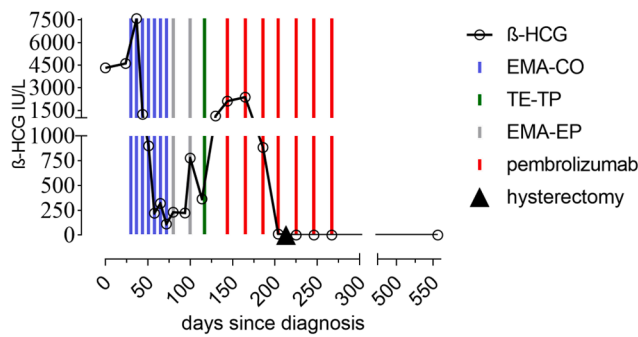 7500
6000
4500
3000
1500
1000
750
500
250
0
ß-HCG IU/L
0
50
100
150
200
250
300
500
550
days since diagnosis
ß-HCG
EMA-CO
TE-TP
EMA-EP
pembrolizumab
hysterectomy